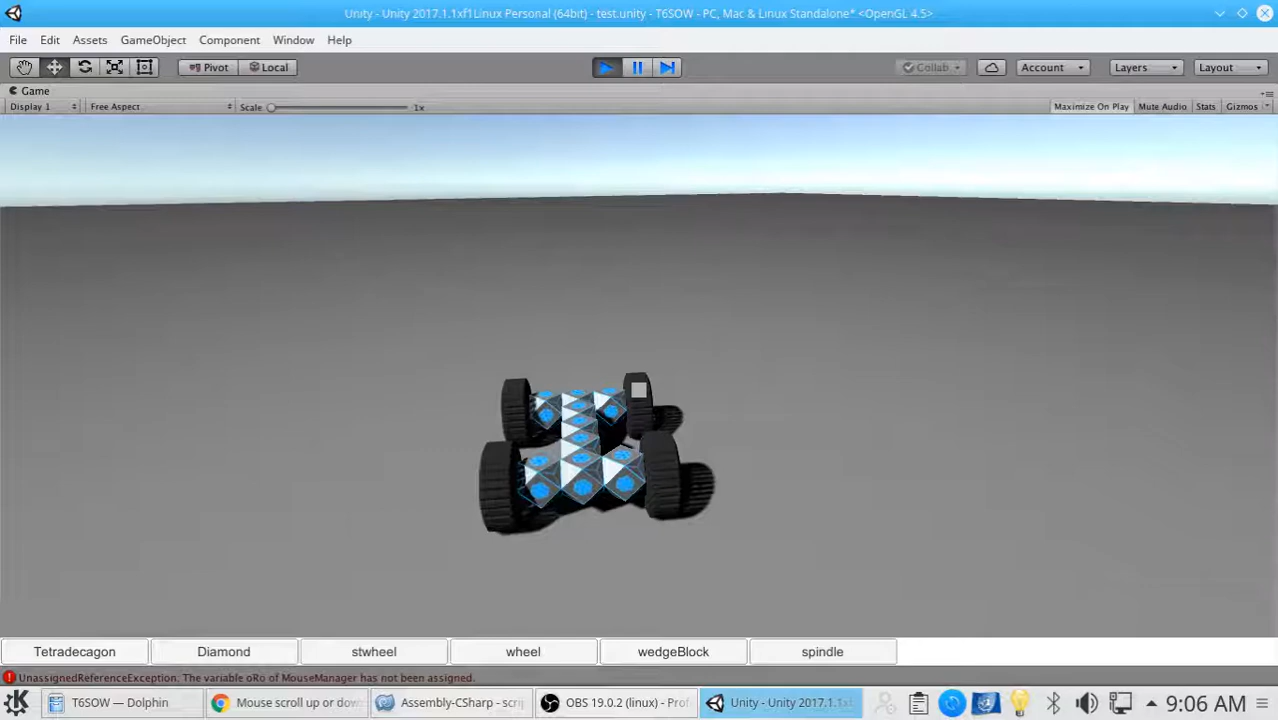 Unity - Unity 2017.1.1xf1Linux Personal (64bit) - test.unity - T6SOW - PC, Mac & Linux Standalone* <OpenGL 4.5>
File Edit Assets GameObject Component Window Help
Pivot Local Collab Account Layers Layout
Game
Display 1 Free Aspect Scale 1x Maximize On Play Mute Audio Stats Gizmos
Tetradecagon Diamond stwheel wheel wedgeBlock spindle
UnassignedReferenceException: The variable oRo of MouseManager has not been assigned.
T6SOW — Dolphin Mouse scroll up or dow Assembly-CSharp - scrip OBS 19.0.2 (linux) - Prof Unity - Unity 2017.1.1xf 9:06 AM